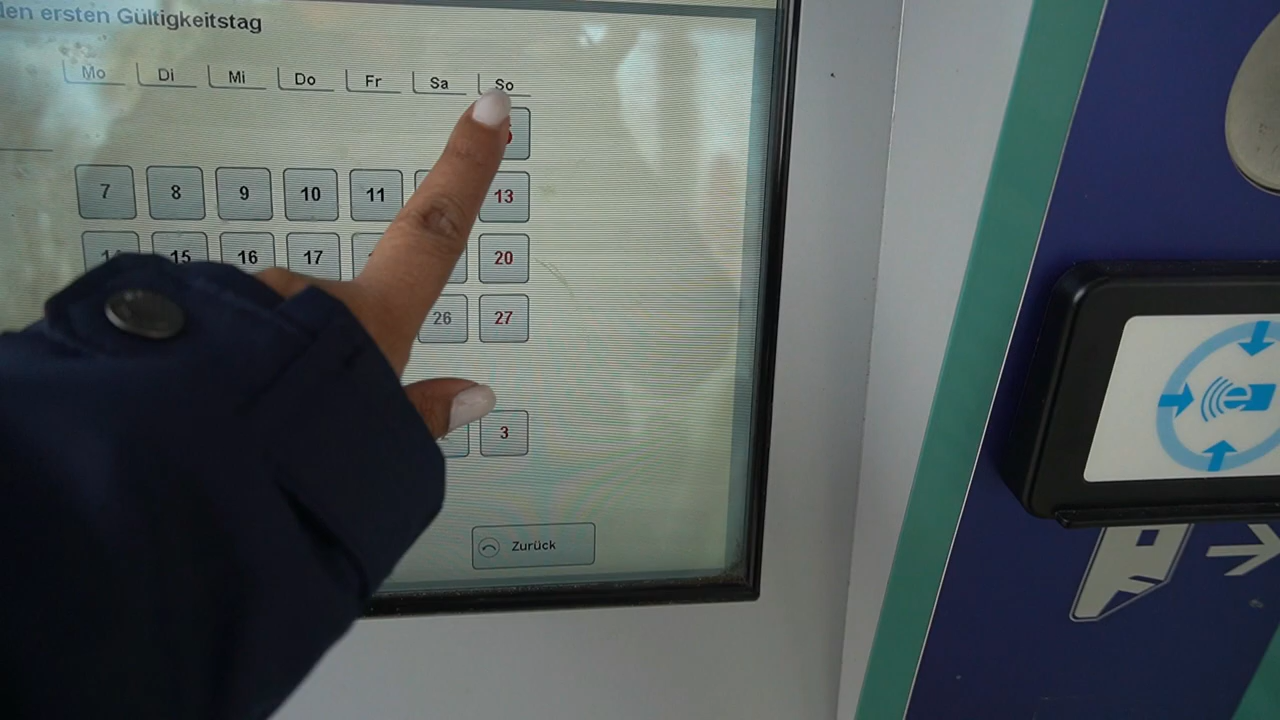 den ersten Gültigkeitstag
Mo Di Mi Do Fr Sa So
7 8 9 10 11 13
15 16 17 20
26 27
3
Zurück
e